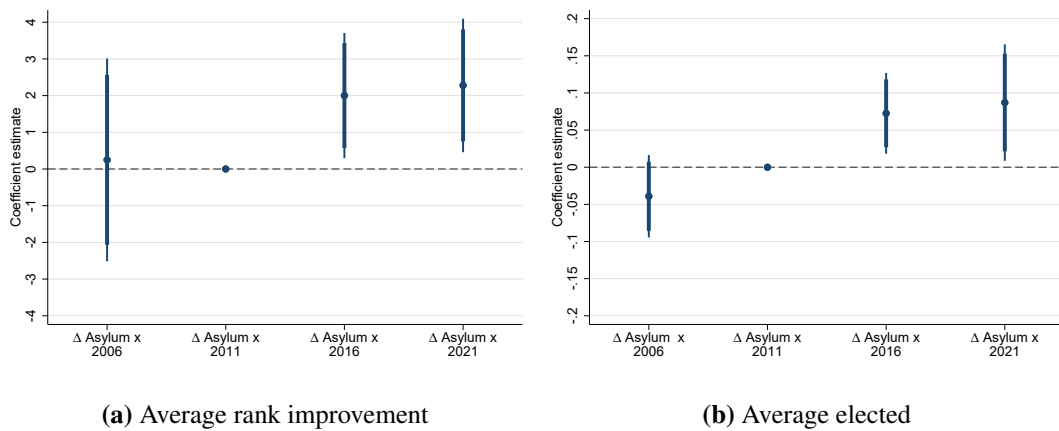 Coefficient estimate
4
3
2
1
0
-1
-2
-3
-4
Δ Asylum x
2006
Δ Asylum x
2011
Δ Asylum x
2016
Δ Asylum x
2021
(a) Average rank improvement
Coefficient estimate
.2
.15
.1
.05
0
-.05
-.1
-.15
-.2
Δ Asylum x
2006
Δ Asylum x
2011
Δ Asylum x
2016
Δ Asylum x
2021
(b) Average elected